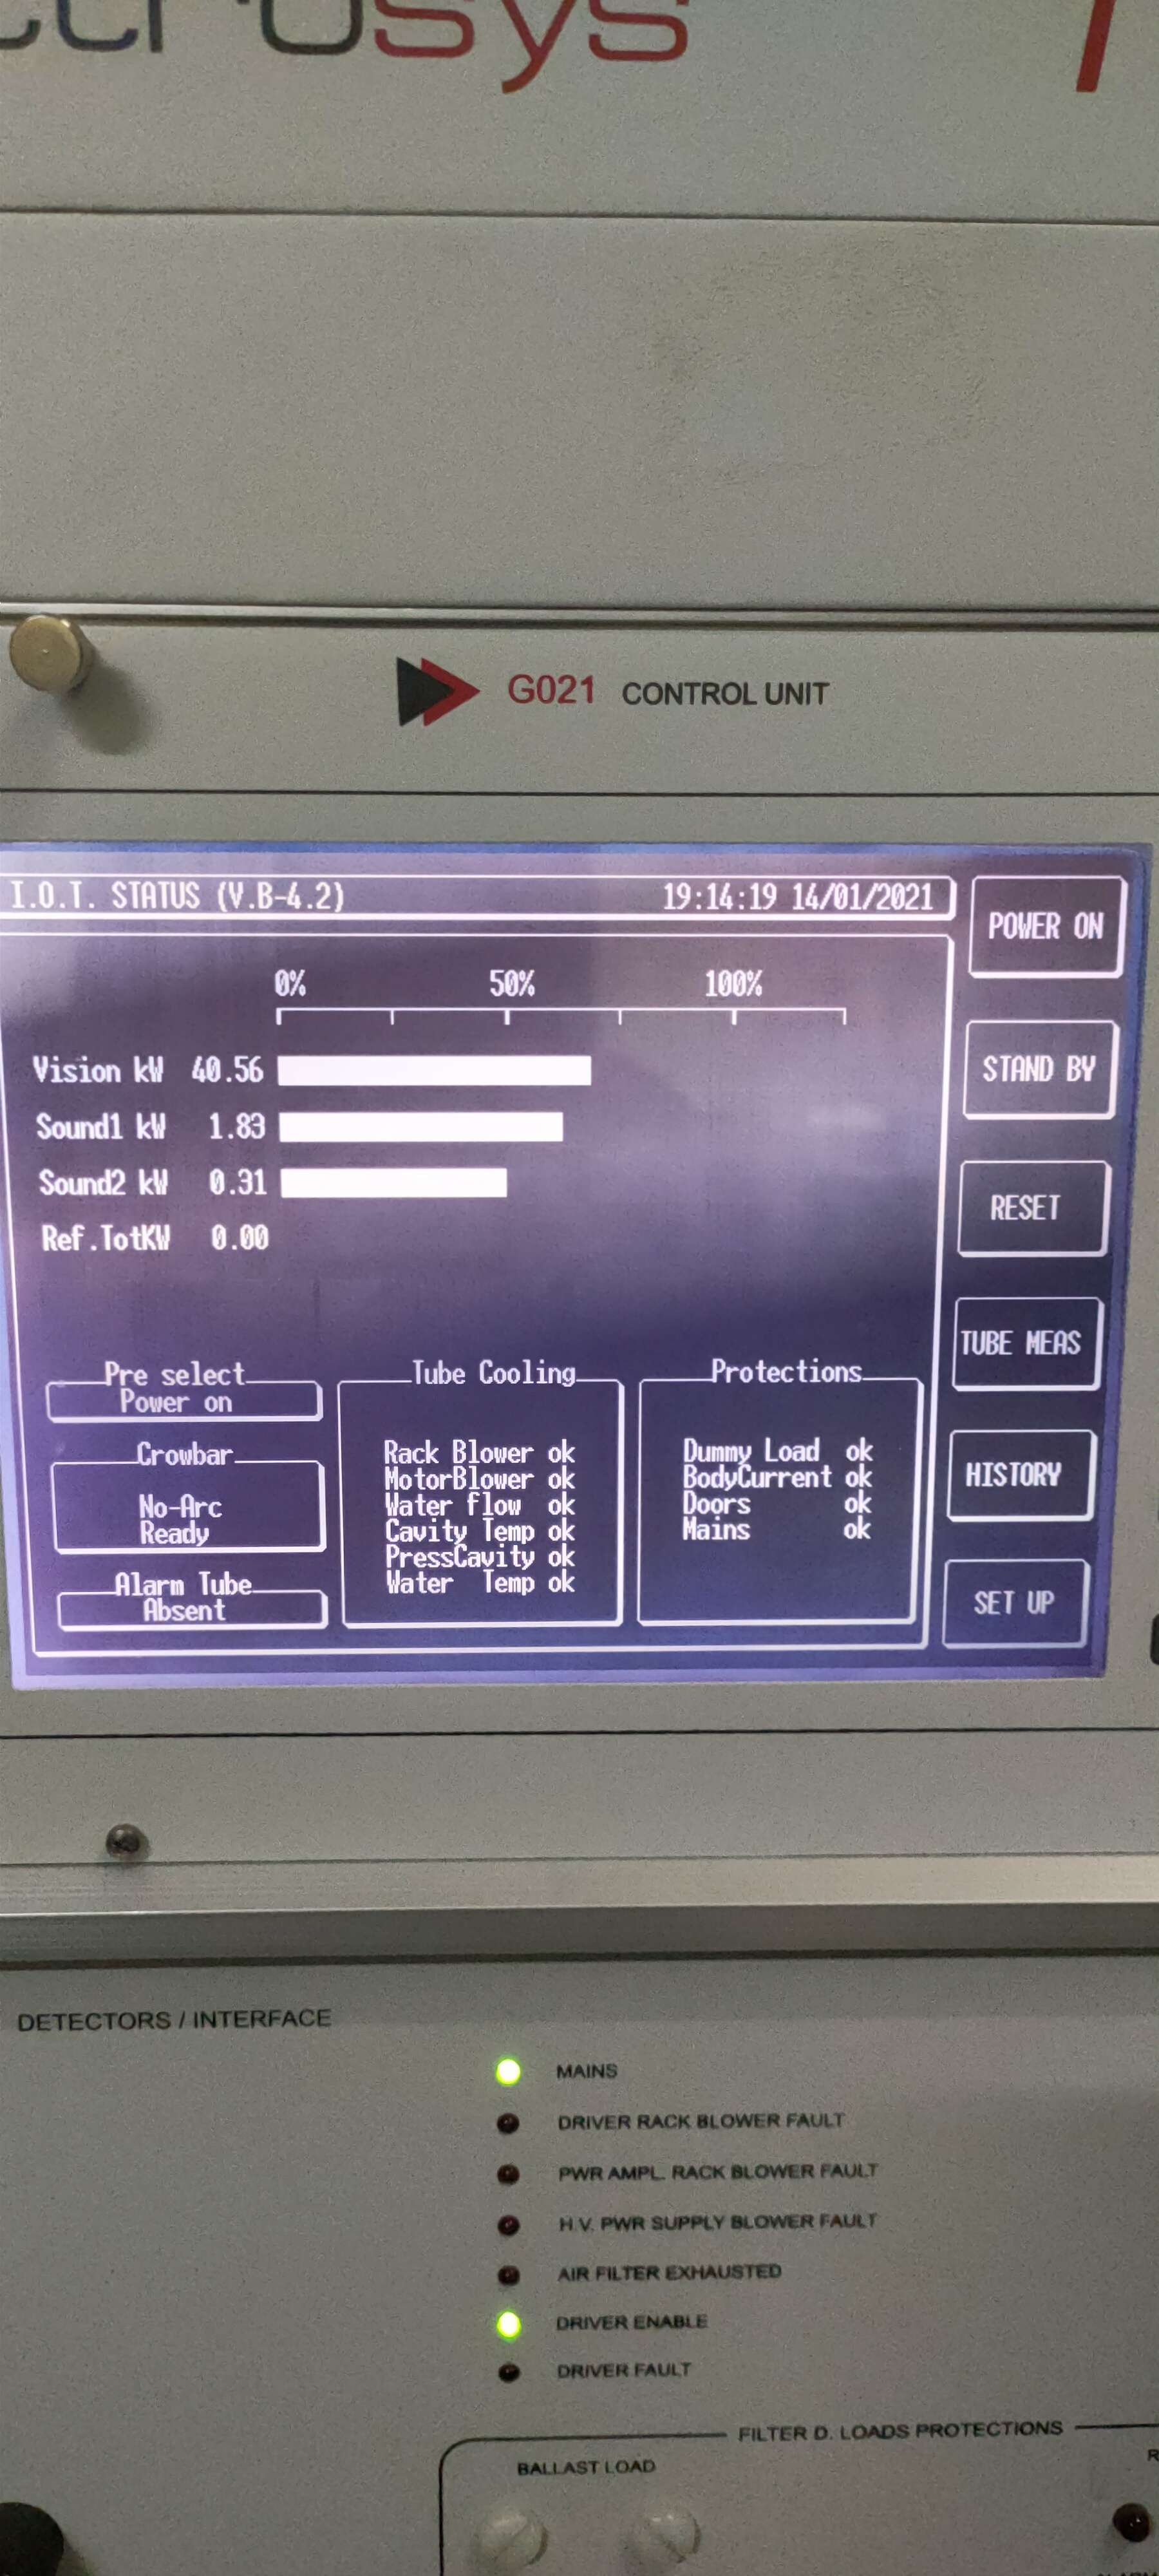 ctrosys
G021 CONTROL UNIT
I.O.T. STATUS (V.B-4.2) 19:14:19 14/01/2021
POWER ON
0% 50% 100%
Vision kW 40.56
STAND BY
Sound1 kW 1.83
Sound2 kW 0.31
RESET
Ref.TotKW 0.00
TUBE MEAS
Pre select
Power on
Crowbar
No-Arc
Ready
Alarm Tube
Absent
Tube Cooling
Rack Blower ok
MotorBlower ok
Water flow ok
Cavity Temp ok
PressCavity ok
Water Temp ok
Protections
Dummy Load ok
BodyCurrent ok
Doors ok
Mains ok
HISTORY
SET UP
DETECTORS / INTERFACE
MAINS
DRIVER RACK BLOWER FAULT
PWR AMPL. RACK BLOWER FAULT
H.V. PWR SUPPLY BLOWER FAULT
AIR FILTER EXHAUSTED
DRIVER ENABLE
DRIVER FAULT
FILTER D. LOADS PROTECTIONS
BALLAST LOAD